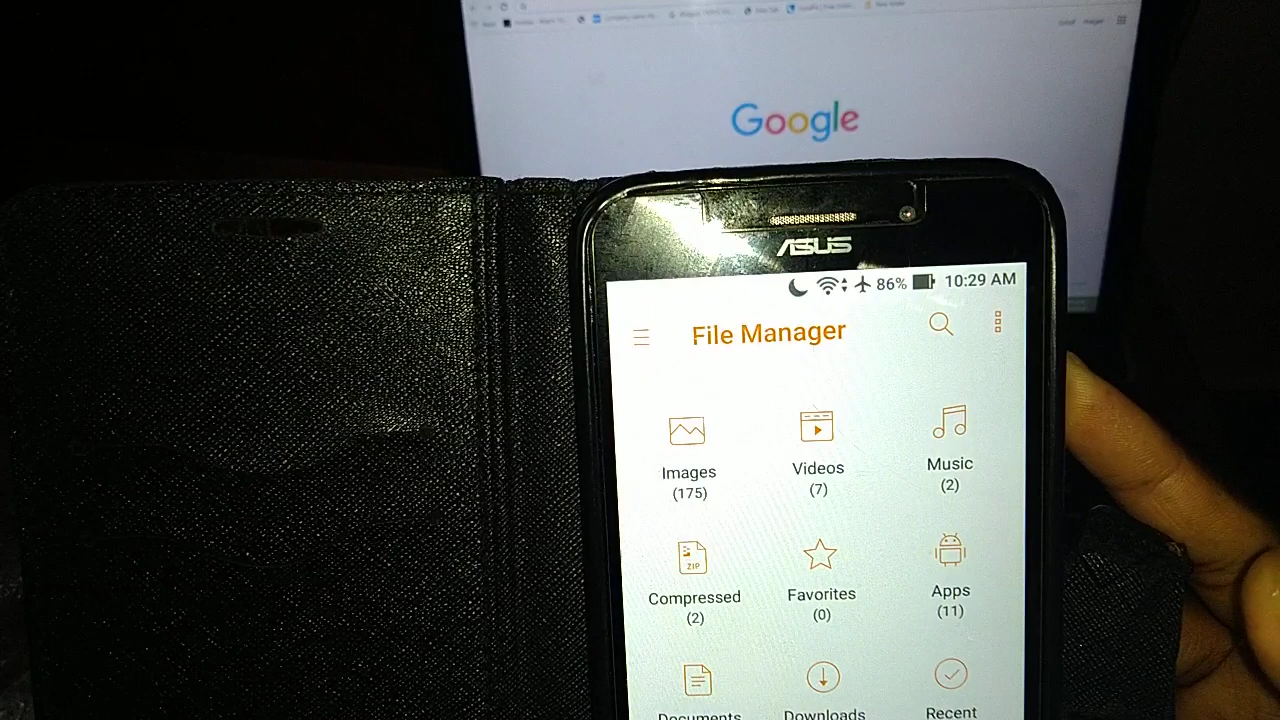 Google
ASUS
86% 10:29 AM
File Manager
Images
(175)
Videos
(7)
Music
(2)
ZIP
Compressed
(2)
Favorites
(0)
Apps
(11)
Documents
Downloads
Recent